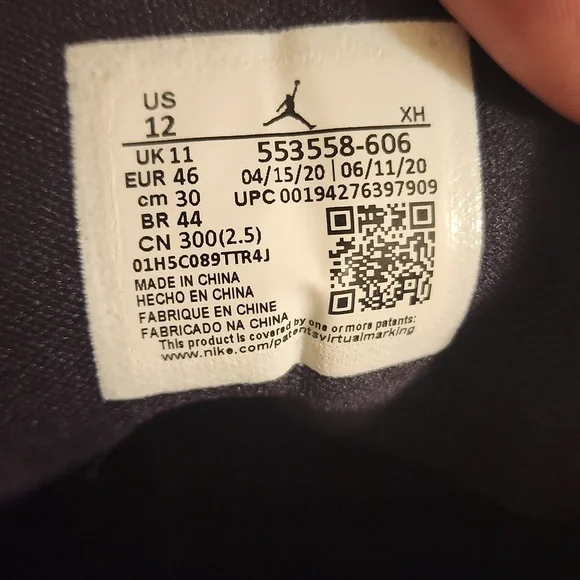 US
12
XH
UK 11
553558-606
EUR 46
04/15/20 | 06/11/20
cm 30
UPC 00194276397909
BR 44
CN 300(2.5)
01H5C089TTR4J
MADE IN CHINA
HECHO EN CHINA
FABRIQUE EN CHINE
FABRICADO NA CHINA
This product is covered by one or more patents:
www.nike.com/patentsvirtualmarking